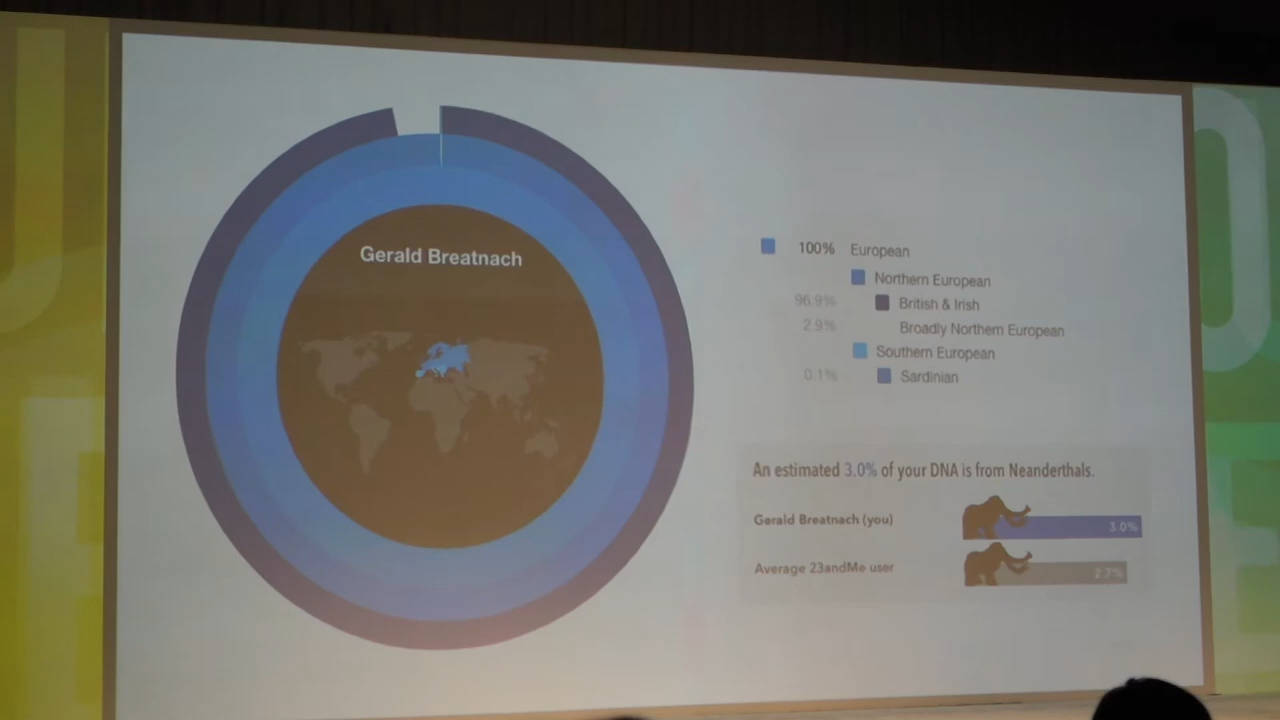 Gerald Breatnach
100% European
Northern European
96.9% British & Irish
2.9% Broadly Northern European
Southern European
0.1% Sardinian
An estimated 3.0% of your DNA is from Neanderthals.
Gerald Breatnach (you) 3.0%
Average 23andMe user 2.7%